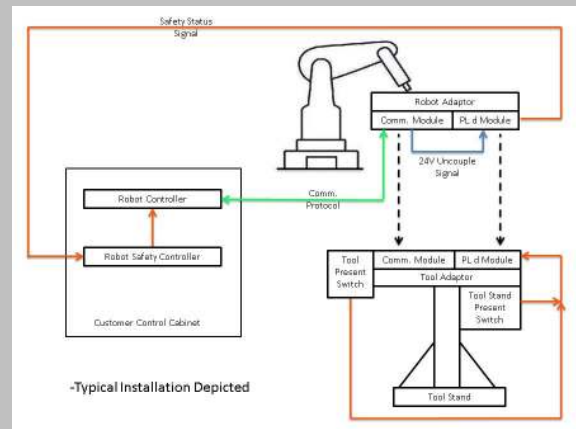 Safety Status
Signal
Robot Adaptor
Comm. Module
PL d Module
24V Uncouple
Signal
Comm.
Protocol
Robot Controller
Robot Safety Controller
Customer Control Cabinet
Tool
Present
Switch
Comm. Module
PL d Module
Tool Adaptor
Tool Stand
Present
Switch
Tool Stand
-Typical Installation Depicted